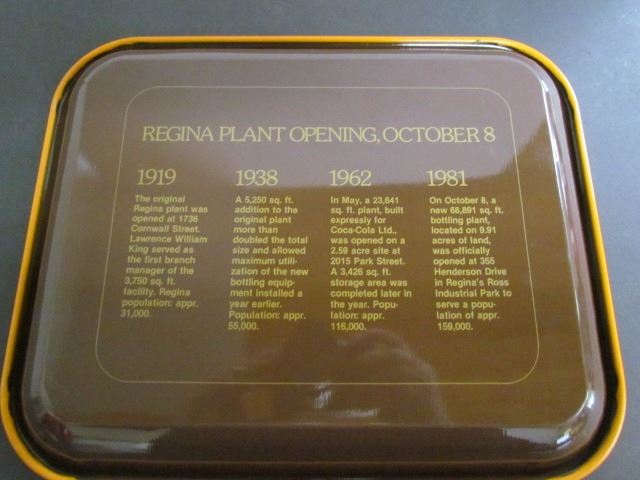 REGINA PLANT OPENING, OCTOBER 8
1919
The original
Regina plant was
opened at 1736
Cornwall Street.
Lawrence William
King served as
the first branch
manager of the
3,750 sq. ft.
facility. Regina
population: appr.
31,000.
1938
A 5,250 sq. ft.
addition to the
original plant
more than
doubled the total
size and allowed
maximum utili-
zation of the new
bottling equip-
ment installed a
year earlier.
Population: appr.
55,000.
1962
In May, a 23,641
sq. ft. plant, built
expressly for
Coca-Cola Ltd.,
was opened on a
2.59 acre site at
2015 Park Street.
A 3,426 sq. ft.
storage area was
completed later in
the year. Popu-
lation: appr.
116,000.
1981
On October 8, a
new 68,891 sq. ft.
bottling plant,
located on 9.91
acres of land,
was officially
opened at 355
Henderson Drive
in Regina's Ross
Industrial Park to
serve a popu-
lation of appr.
159,000.